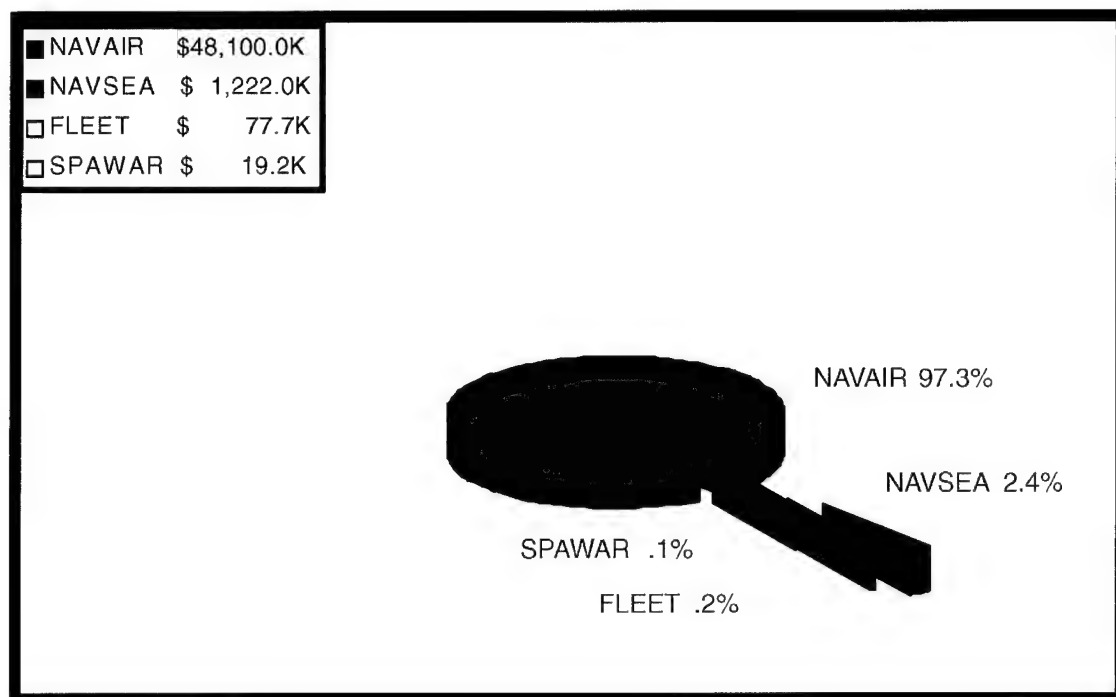 NAVAIR $48,100.0K
NAVSEA $ 1,222.0K
FLEET $ 77.7K
SPAWAR $ 19.2K
NAVAIR 97.3%
NAVSEA 2.4%
SPAWAR .1%
FLEET .2%